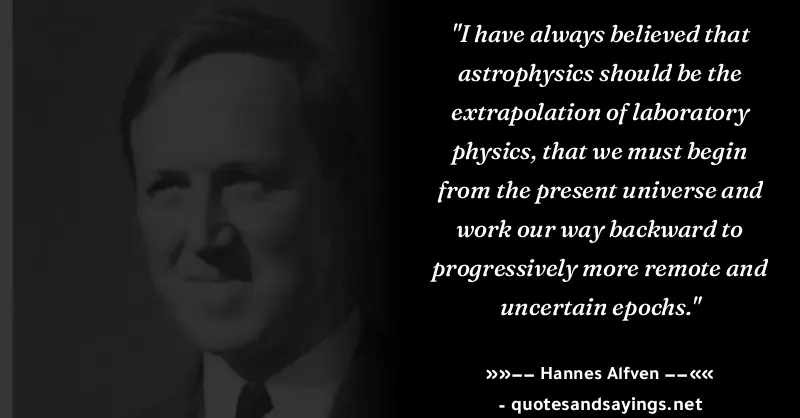 "I have always believed that
astrophysics should be the
extrapolation of laboratory
physics, that we must begin
from the present universe and
work our way backward to
progressively more remote and
uncertain epochs."
»»−− Hannes Alfven −−««
- quotesandsayings.net